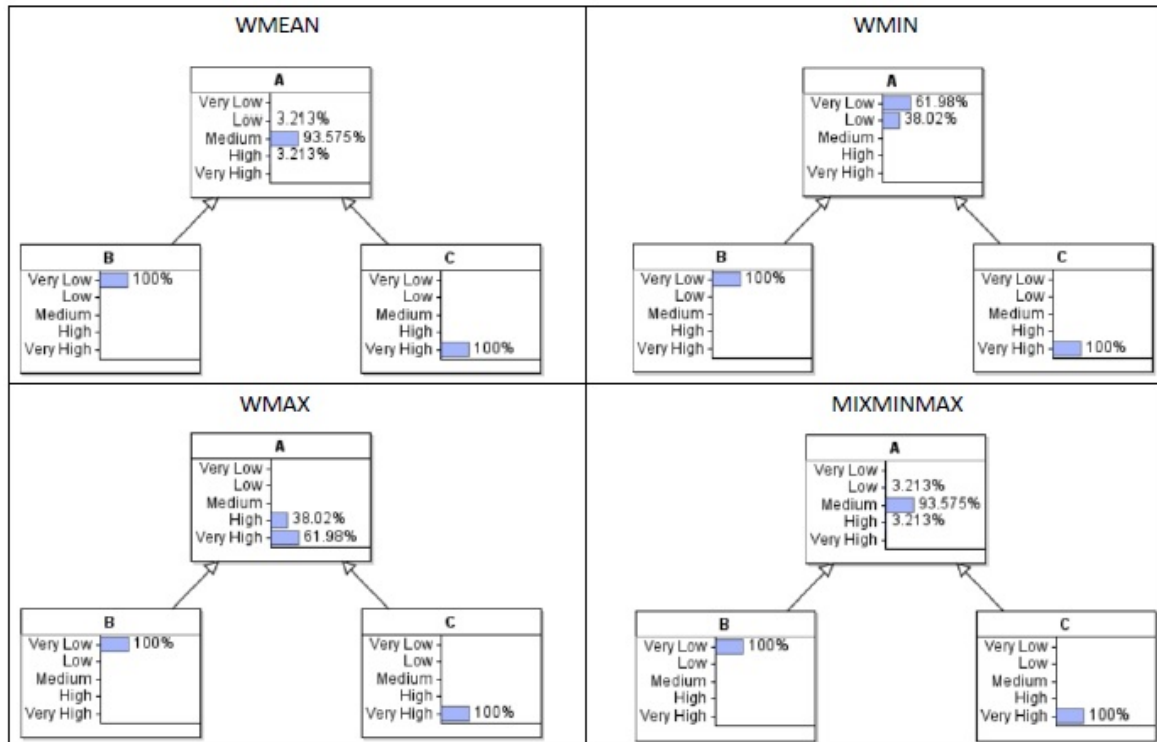 WMEAN
A
Very Low
Low 3.213%
Medium 93.575%
High 3.213%
Very High
B
Very Low 100%
Low
Medium
High
Very High
C
Very Low
Low
Medium
High
Very High 100%
WMIN
A
Very Low 61.98%
Low 38.02%
Medium
High
Very High
B
Very Low 100%
Low
Medium
High
Very High
C
Very Low
Low
Medium
High
Very High 100%
WMAX
A
Very Low
Low
Medium
High 38.02%
Very High 61.98%
B
Very Low 100%
Low
Medium
High
Very High
C
Very Low
Low
Medium
High
Very High 100%
MIXMINMAX
A
Very Low
Low 3.213%
Medium 93.575%
High 3.213%
Very High
B
Very Low 100%
Low
Medium
High
Very High
C
Very Low
Low
Medium
High
Very High 100%